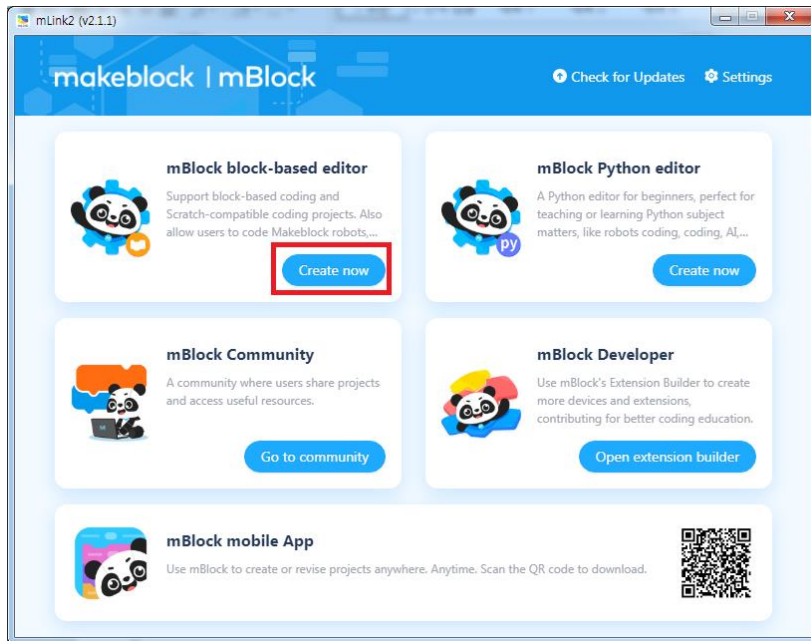 mLink2 (v2.1.1)
makeblock | mBlock
Check for Updates
Settings
mBlock block-based editor
Support block-based coding and
Scratch-compatible coding projects. Also
allow users to code Makeblock robots,...
Create now
mBlock Python editor
A Python editor for beginners, perfect for
teaching or learning Python subject
matters, like robots coding, coding, AI,...
py
Create now
mBlock Community
A community where users share projects
and access useful resources.
Go to community
mBlock Developer
Use mBlock's Extension Builder to create
more devices and extensions,
contributing for better coding education.
Open extension builder
mBlock mobile App
Use mBlock to create or revise projects anywhere. Anytime. Scan the QR code to download.